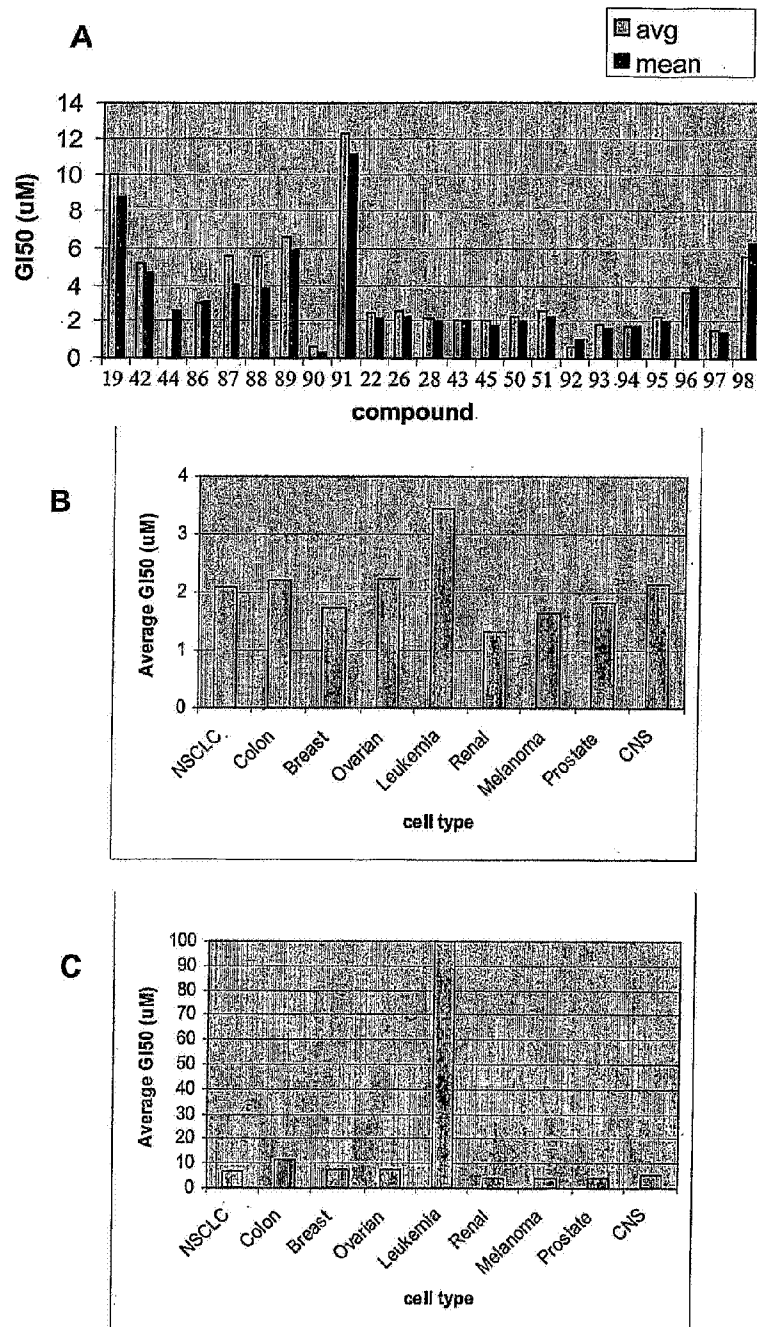 A
avg
mean
14
12
10
8
6
4
2
0
GI50 (uM)
19 42 44 86 87 88 89 90 91 22 26 28 43 45 50 51 92 93 94 95 96 97 98
compound
B
4
3
2
1
0
Average GI50 (uM)
NSCLC
Colon
Breast
Ovarian
Leukemia
Renal
Melanoma
Prostate
CNS
cell type
C
100
90
80
70
60
50
40
30
20
10
0
Average GI50 (uM)
NSCLC
Colon
Breast
Ovarian
Leukemia
Renal
Melanoma
Prostate
CNS
cell type